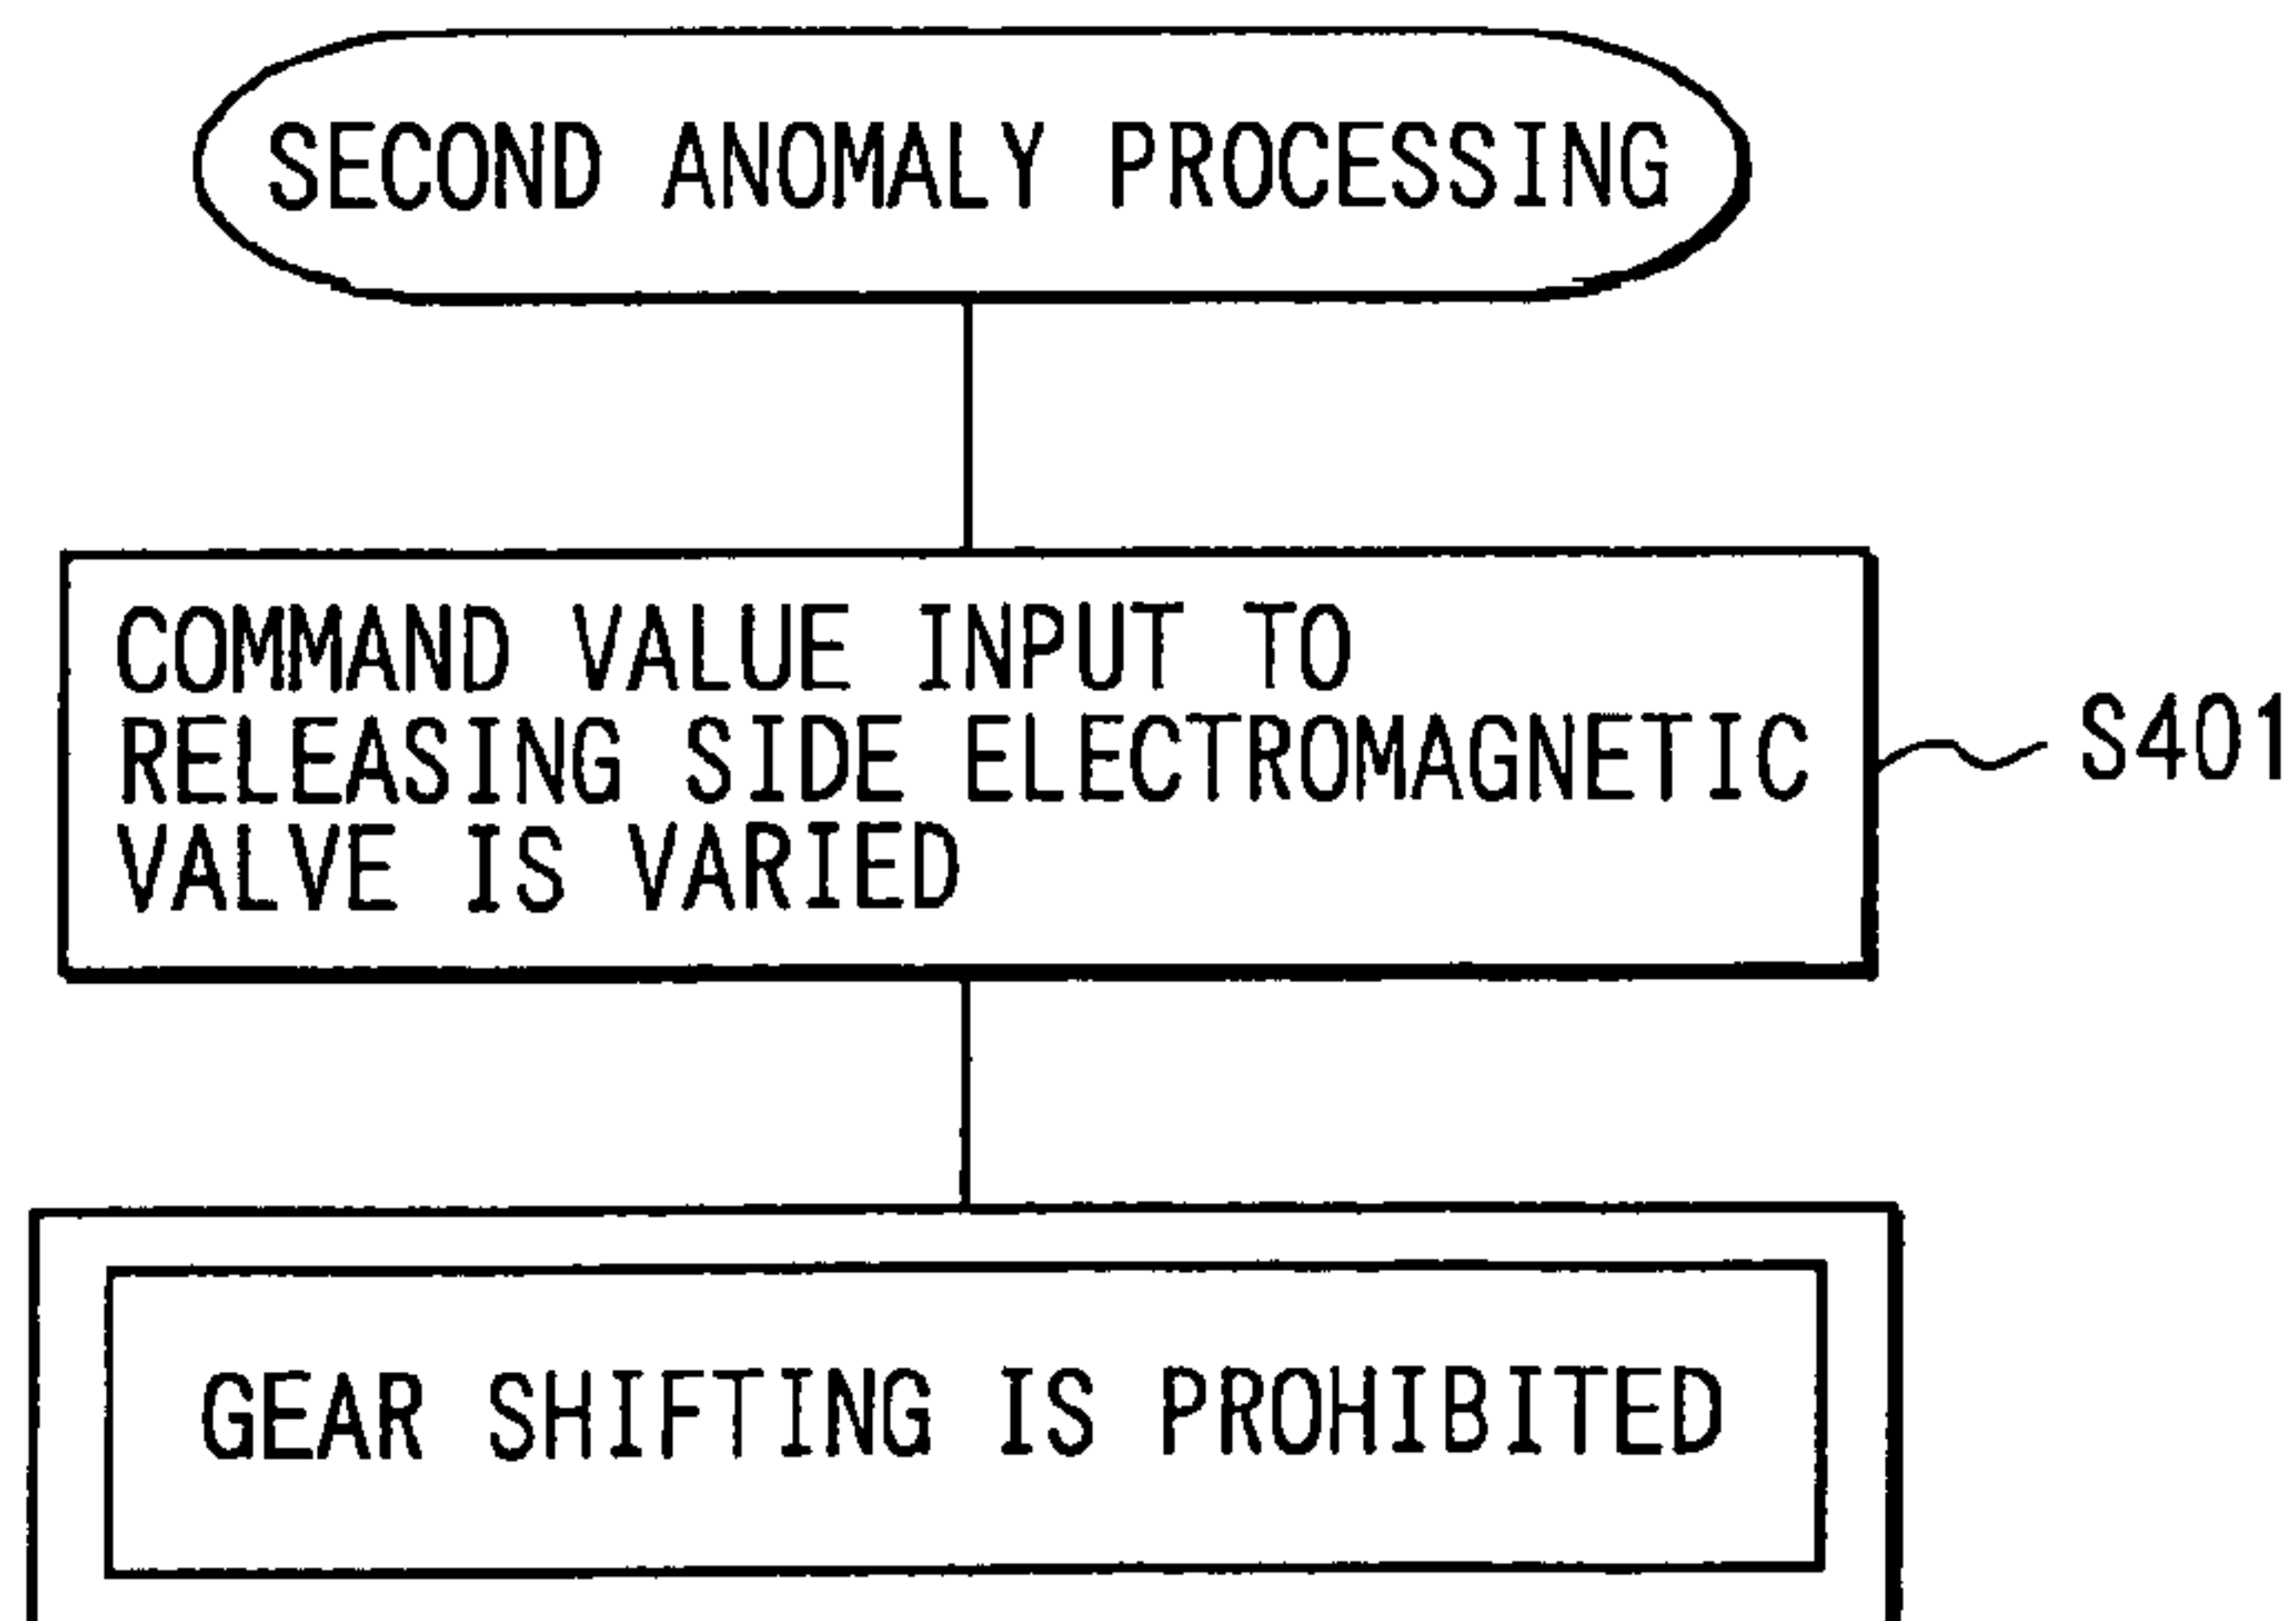 SECOND ANOMALY PROCESSING
COMMAND VALUE INPUT TO
RELEASING SIDE ELECTROMAGNETIC
VALVE IS VARIED
S401
GEAR SHIFTING IS PROHIBITED